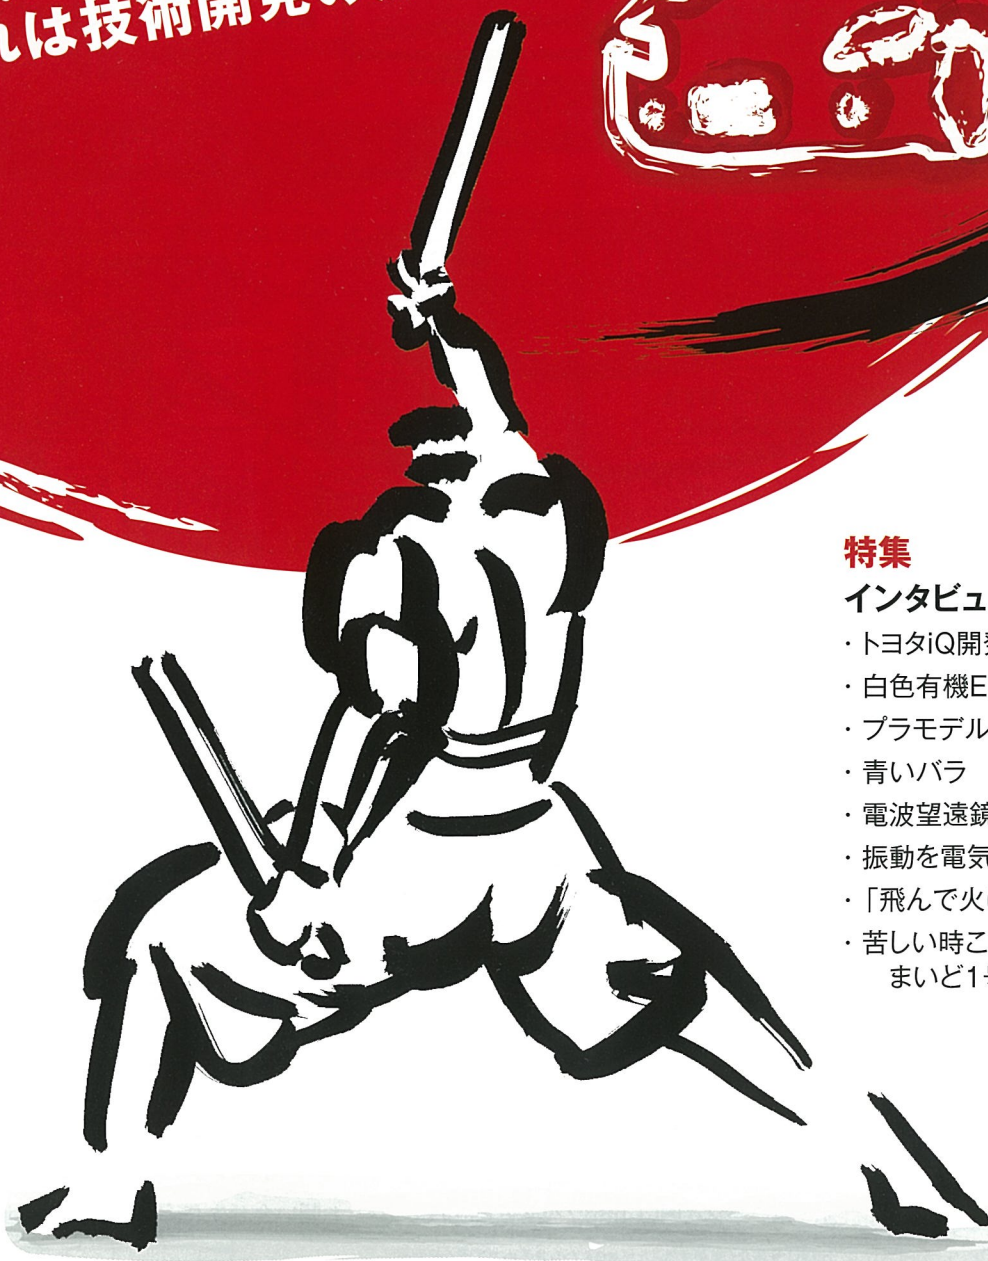 れは技術開発の
特集
インタビュ
・トヨタiQ開発
・白色有機E
・プラモデル
・青いバラ
・電波望遠鏡
・振動を電気
・「飛んで火に
・苦しい時こ
まいど1号